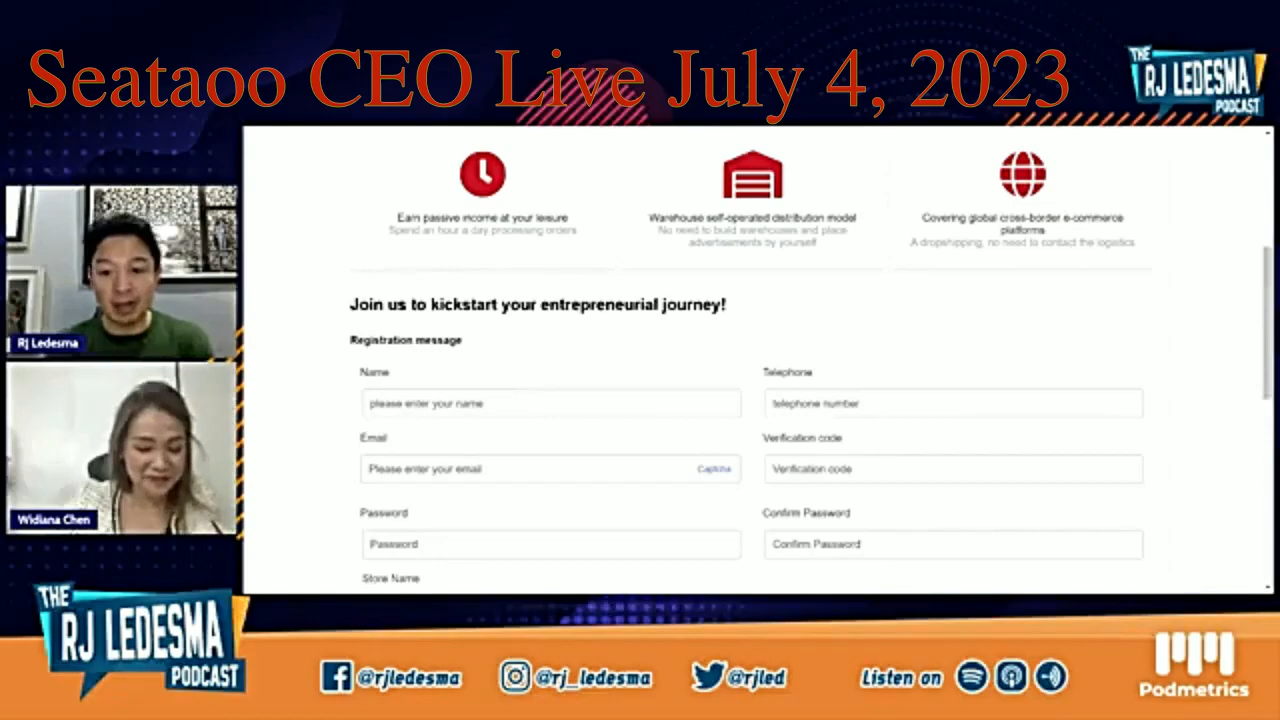 Seataoo CEO Live July 4, 2023
THE
RJ LEDESMA
PODCAST
Earn passive income at your leisure
Spend an hour a day processing orders
Warehouse self-operated distribution model
No need to build warehouses and place
advertisements by yourself
Covering global cross-border e-commerce
platforms
A dropshipping, no need to contact the logistics
Join us to kickstart your entrepreneurial journey!
Registration message
Name
Telephone
please enter your name
telephone number
Email
Verification code
Please enter your email
Captcha
Verification code
Password
Confirm Password
Password
Confirm Password
Store Name
Rj Ledesma
Widiana Chen
THE
RJ LEDESMA
PODCAST
@rjledesma
@rj_ledesma
@rjled
Listen on
Podmetrics